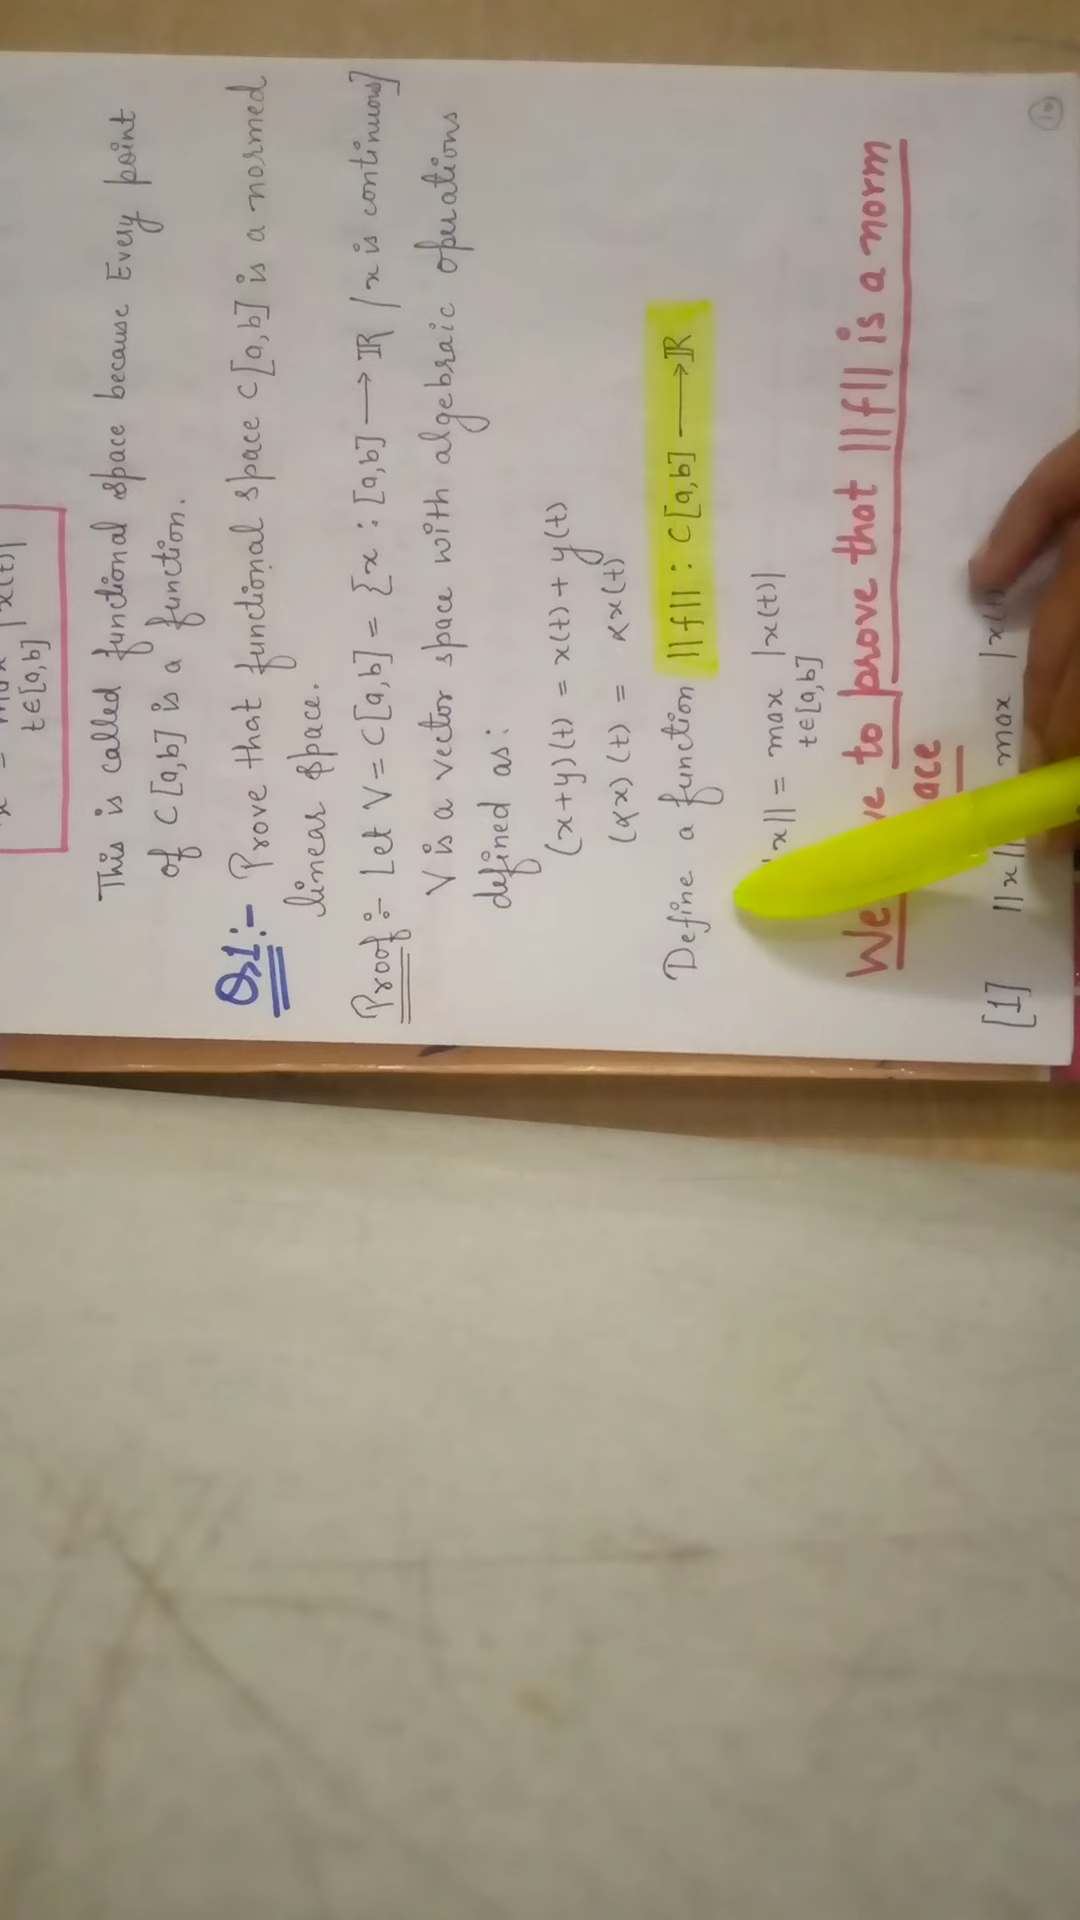 t∈[a,b] |x(t)|
This is called functional space because Every point
of C[a,b] is a function.
Q.1:- Prove that functional space C[a,b] is a normed
linear space.
Proof:- Let V = C[a,b] = {x : [a,b] → ℝ / x is continuous}
V is a vector space with algebraic operations
defined as:
(x+y)(t) = x(t) + y(t)
(αx)(t) = αx(t)
Define a function ||f|| : C[a,b] → ℝ
x|| = max |x(t)|
t∈[a,b]
We to prove that ||f|| is a norm
[1] ||x|| max |x(t)
10